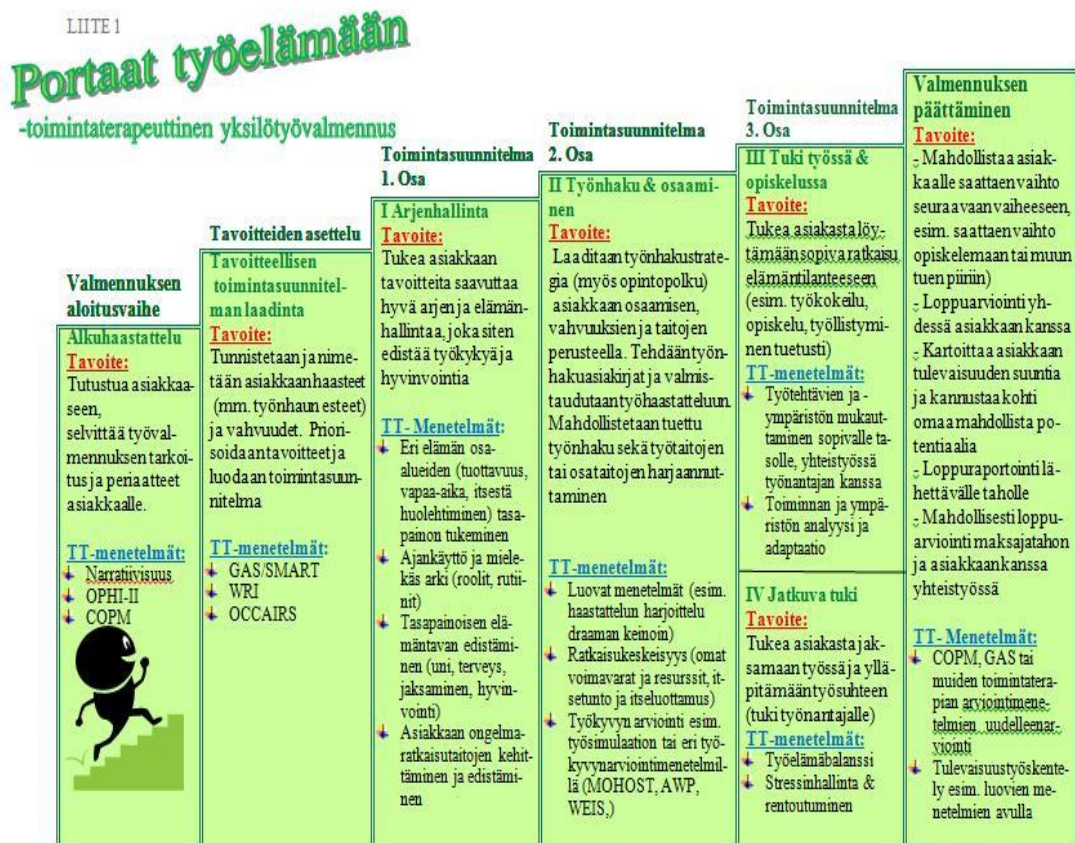 LIITE 1
Portaat työelämään
-toimintaterapeuttinen yksilötyövalmennus
Valmennuksen
aloitusvaihe
Alkuhaastattelu
Tavoite:
Tutustua asiakkaa-
seen,
selvittää työval-
mennuksen tarkoi-
tus ja periaatteet
asiakkaalle.
TT-menetelmät:
Narratiivisuus
OPHI-II
COPM
Tavoitteiden asettelu
Tavoitteellisen
toimintasuunnitel-
man laadinta
Tavoite:
Tunnistetaan ja nime-
tään asiakkaan haasteet
(mm. työnhaun esteet)
ja vahvuudet. Priori-
soidaan tavoitteet ja
luodaan toimintasuun-
nitelma
TT-menetelmät:
GAS/SMART
WRI
OCCAIRS
Toimintasuunnitelma
1. Osa
I Arjenhallinta
Tavoite:
Tukea asiakkaan
tavoitteita saavuttaa
hyvä arjen ja elämän-
hallintaa, joka siten
edistää työkykyä ja
hyvinvointia
TT- Menetelmät:
Eri elämän osa-
alueiden (tuottavuus,
vapaa-aika, itsestä
huolehtiminen) tasa-
painon tukeminen
Ajankäyttö ja miele-
käs arki (roolit, rutii-
nit)
Tasapainoisen elä-
mäntavan edistämi-
nen (uni, terveys,
jaksaminen, hyvin-
vointi)
Asiakkaan ongelma-
ratkaisutaitojen kehit-
täminen ja edistämi-
nen
Toimintasuunnitelma
2. Osa
II Työnhaku & osaami-
nen
Tavoite:
Laaditaan työnhakustrate-
gia (myös opintopolku)
asiakkaan osaamisen,
vahvuuksien ja taitojen
perusteella. Tehdään työn-
hakuasiakirjat ja valmis-
taudutaan työhaastatteluun.
Mahdollistetaan tuettu
työnhaku sekä työtaitojen
tai osataitojen harjaannut-
taminen
TT-menetelmät:
Luovat menetelmät (esim.
haastattelun harjoittelu
draaman keinoin)
Ratkaisukeskeisyys (omat
voimavarat ja resurssit, it-
setunto ja itseluottamus)
Työkyvyn arviointi esim.
työsimulaation tai eri työ-
kyvynarviointimenetelmil-
lä (MOHOST, AWP,
WEIS,)
Toimintasuunnitelma
3. Osa
III Tuki työssä &
opiskelussa
Tavoite:
Tukea asiakasta löy-
tämään sopiva ratkaisu
elämäntilanteeseen
(esim. työkokeilu,
opiskelu, työllistymi-
nen tuetusti)
TT-menetelmät:
Työtehtävien ja -
ympäristön mukaut-
taminen sopivalle ta-
solle, yhteistyössä
työnantajan kanssa
Toiminnan ja ympä-
ristön analyysi ja
adaptaatio
IV Jatkuva tuki
Tavoite:
Tukea asiakasta jak-
samaan työssä ja yllä-
pitämään työsuhteen
(tuki työnantajalle)
TT-menetelmät:
Työelämäbalanssi
Stressinhallinta &
rentoutuminen
Valmennuksen
päättäminen
Tavoite:
- Mahdollistaa asiak-
kaalle saattaen vaihto
seuraavaan vaiheeseen,
esim. saattaen vaihto
opiskelemaan tai muun
tuen piiriin)
- Loppuarviointi yh-
dessä asiakkaan kanssa
- Kartoittaa asiakkaan
tulevaisuuden suuntia
ja kannustaa kohti
omaa mahdollista po-
tentiaalia
- Loppuraportointi lä-
hettävälle taholle
- Mahdollisesti loppu-
arviointi maksajatahon
ja asiakkaan kanssa
yhteistyössä
TT- Menetelmät:
COPM, GAS tai
muiden toimintatera-
pian arviointimene-
telmien uudelleenar-
viointi
Tulevaisuustyöskente-
ly esim. luovien me-
netelmien avulla